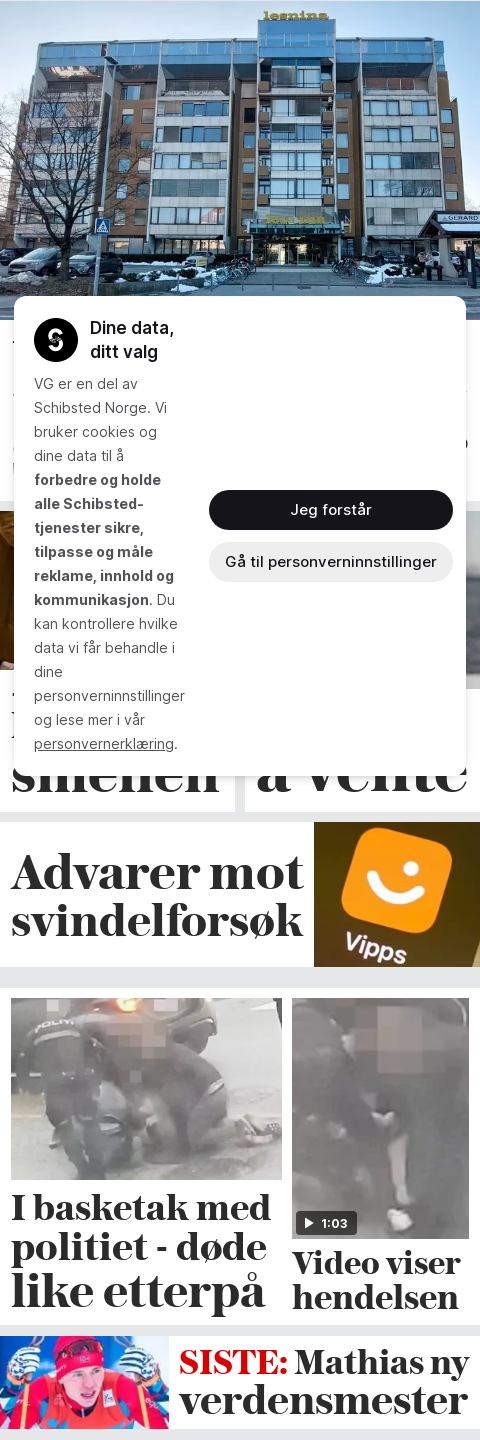 lesnina
lesnina
GERARD
Dine data,
ditt valg
VG er en del av
Schibsted Norge. Vi
bruker cookies og
dine data til å
forbedre og holde
alle Schibsted-
tjenester sikre,
tilpasse og måle
reklame, innhold og
kommunikasjon. Du
kan kontrollere hvilke
data vi får behandle i
dine
personverninnstillinger
og lese mer i vår
personvernerklæring.
Jeg forstår
Gå til personverninnstillinger
smellen
å vente
Advarer mot
svindelforsøk
Vipps
POLITI
I basketak med
politiet - døde
like etterpå
1:03
Video viser
hendelsen
SISTE: Mathias ny
verdensmester